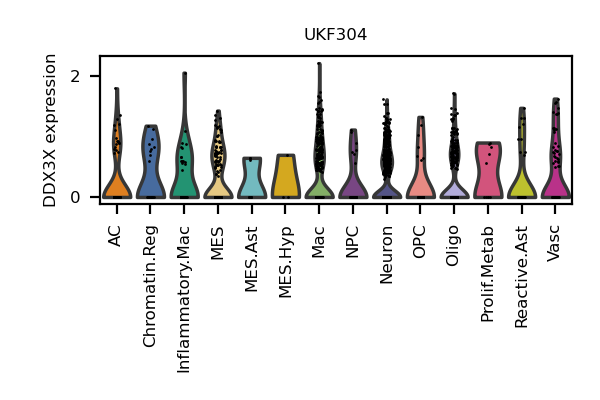 UKF304
DDX3X expression
2
0
AC
Chromatin.Reg
Inflammatory.Mac
MES
MES.Ast
MES.Hyp
Mac
NPC
Neuron
OPC
Oligo
Prolif.Metab
Reactive.Ast
Vasc